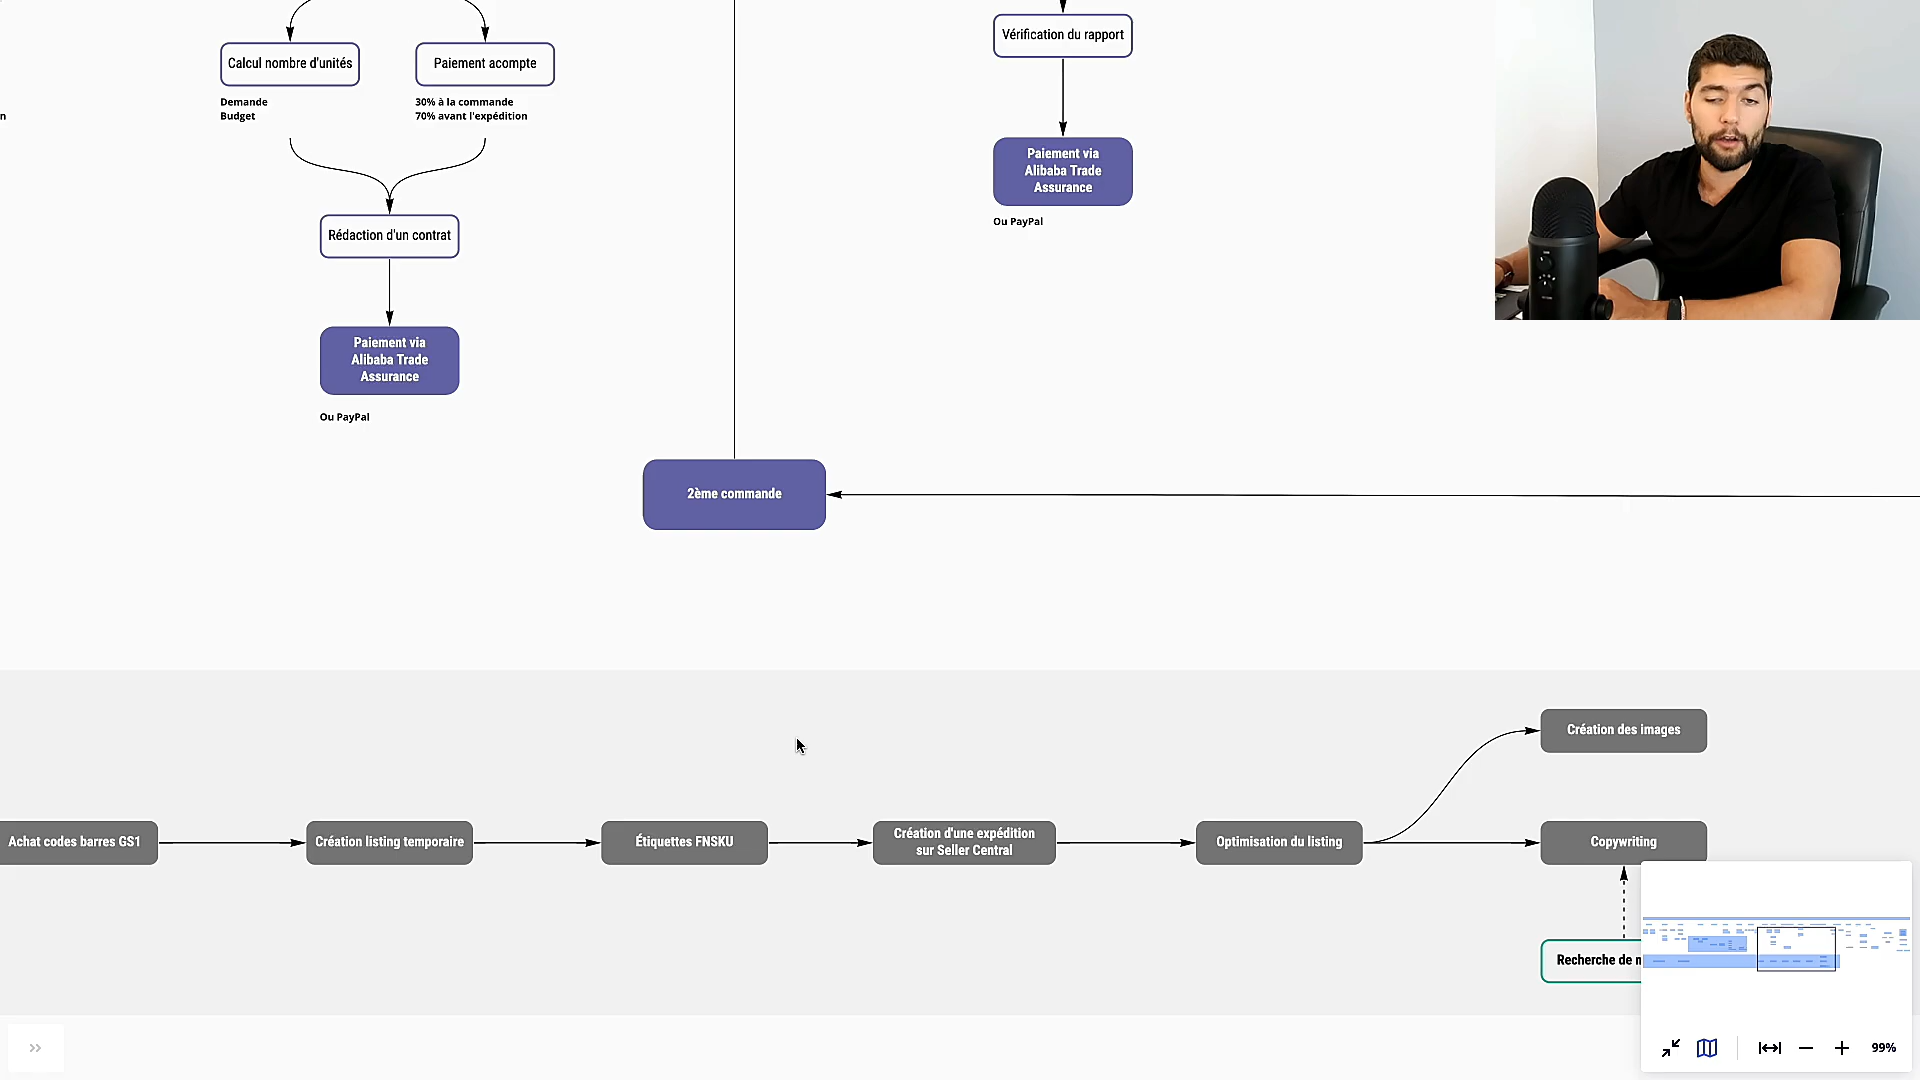 Calcul nombre d'unités
Paiement acompte
Demande
Budget
30% à la commande
70% avant l'expédition
n
Rédaction d'un contrat
Paiement via
Alibaba Trade
Assurance
Ou PayPal
Vérification du rapport
Paiement via
Alibaba Trade
Assurance
Ou PayPal
2ème commande
Création des images
Achat codes barres GS1
Création listing temporaire
Étiquettes FNSKU
Création d'une expédition
sur Seller Central
Optimisation du listing
Copywriting
Recherche de
99%